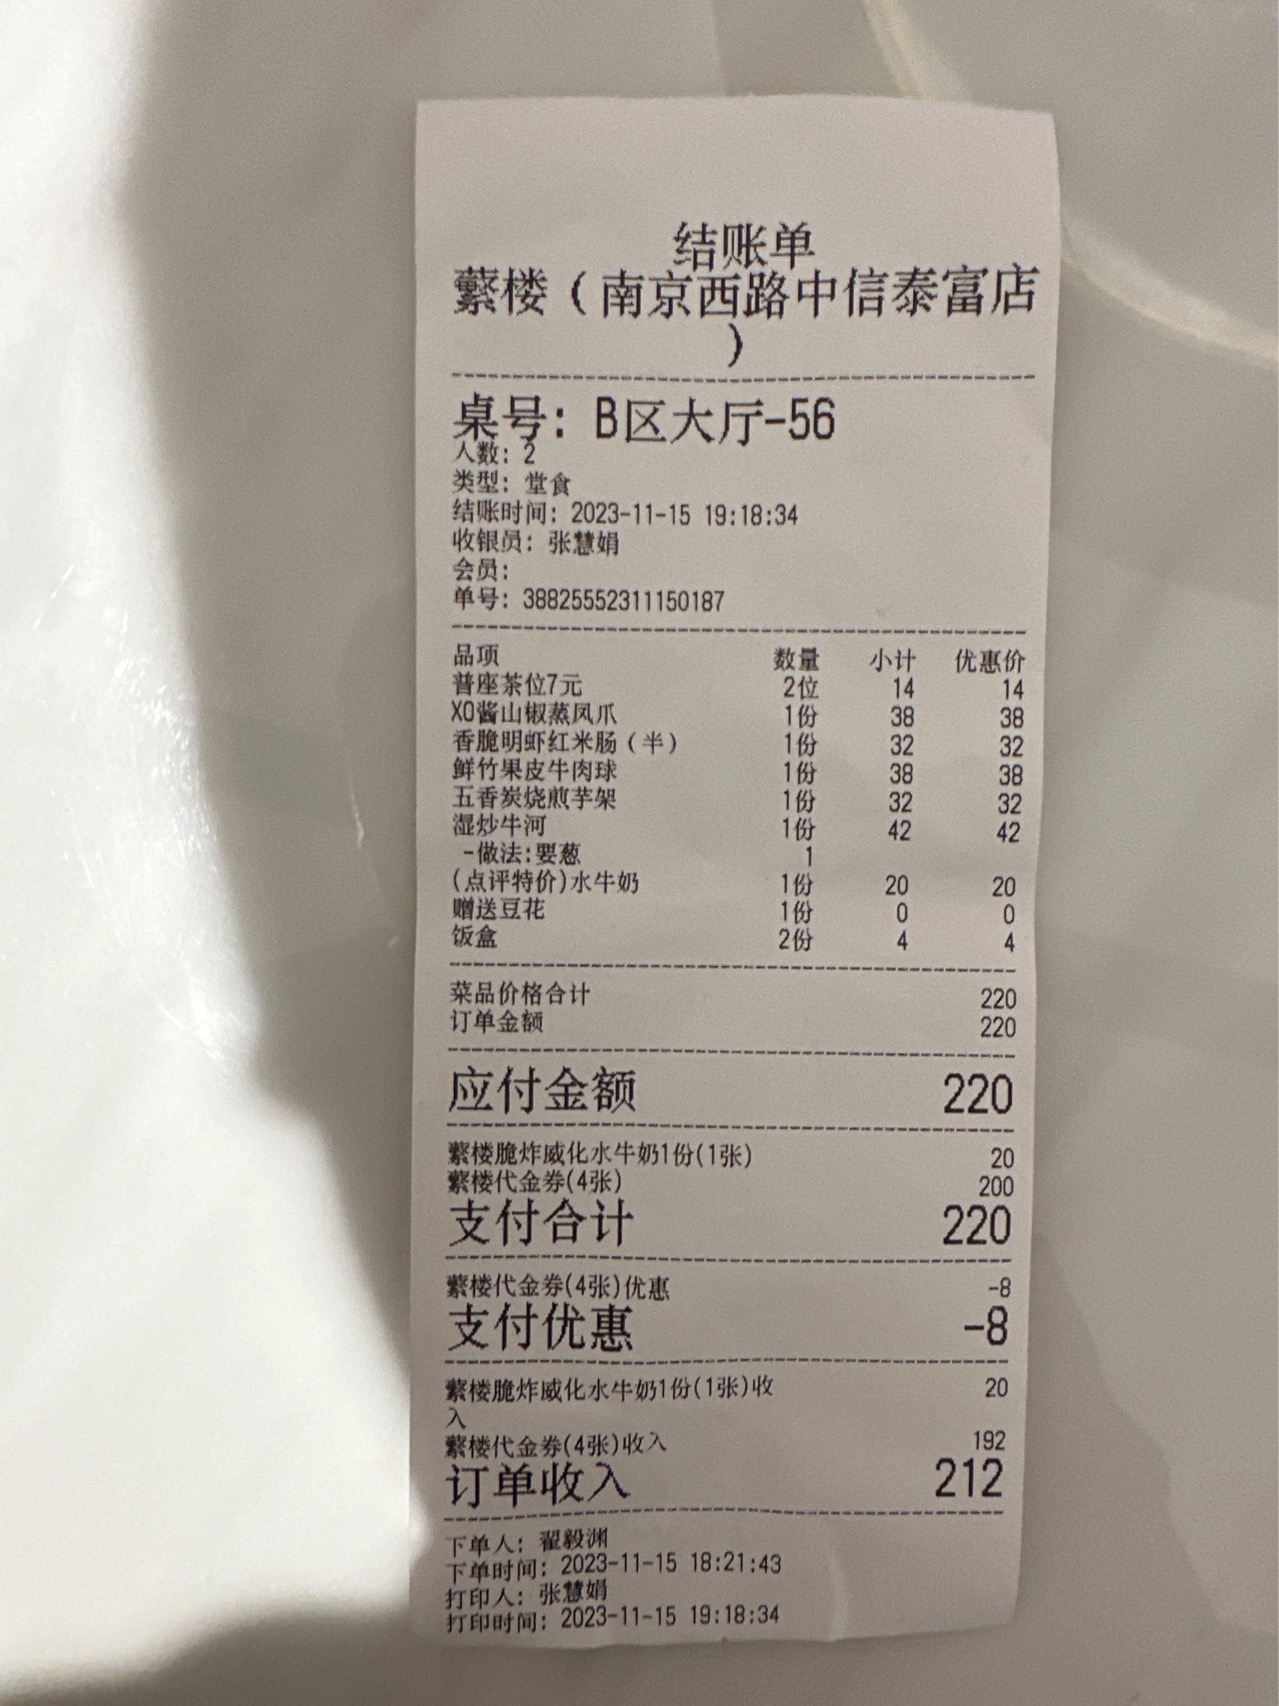 结账单
蘩楼（南京西路中信泰富店
）
桌号：B区大厅-56
人数：2
类型：堂食
结账时间：2023-11-15 19:18:34
收银员：张慧娟
会员：
单号：38825552311150187
品项 数量 小计 优惠价
普座茶位7元 2位 14 14
XO酱山椒蒸凤爪 1份 38 38
香脆明虾红米肠（半） 1份 32 32
鲜竹果皮牛肉球 1份 38 38
五香炭烧煎芋架 1份 32 32
湿炒牛河 1份 42 42
-做法:要葱 1
(点评特价)水牛奶 1份 20 20
赠送豆花 1份 0 0
饭盒 2份 4 4
菜品价格合计 220
订单金额 220
应付金额 220
蘩楼脆炸威化水牛奶1份(1张) 20
蘩楼代金券(4张) 200
支付合计 220
蘩楼代金券(4张)优惠 -8
支付优惠 -8
蘩楼脆炸威化水牛奶1份(1张)收 20
入
蘩楼代金券(4张)收入 192
订单收入 212
下单人：翟毅渊
下单时间：2023-11-15 18:21:43
打印人：张慧娟
打印时间：2023-11-15 19:18:34